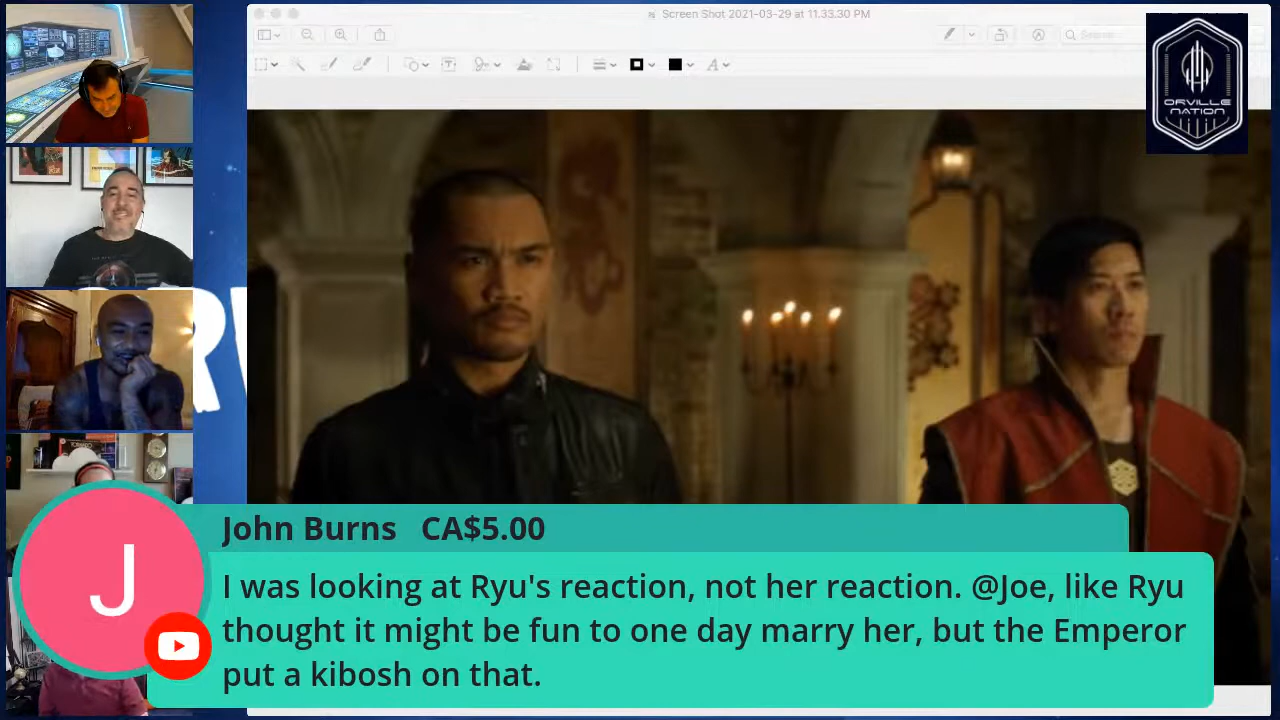 Screen Shot 2021-03-29 at 11.33.30 PM
Search
ORVILLE
NATION
John Burns CA$5.00
J
I was looking at Ryu's reaction, not her reaction. @Joe, like Ryu
thought it might be fun to one day marry her, but the Emperor
put a kibosh on that.